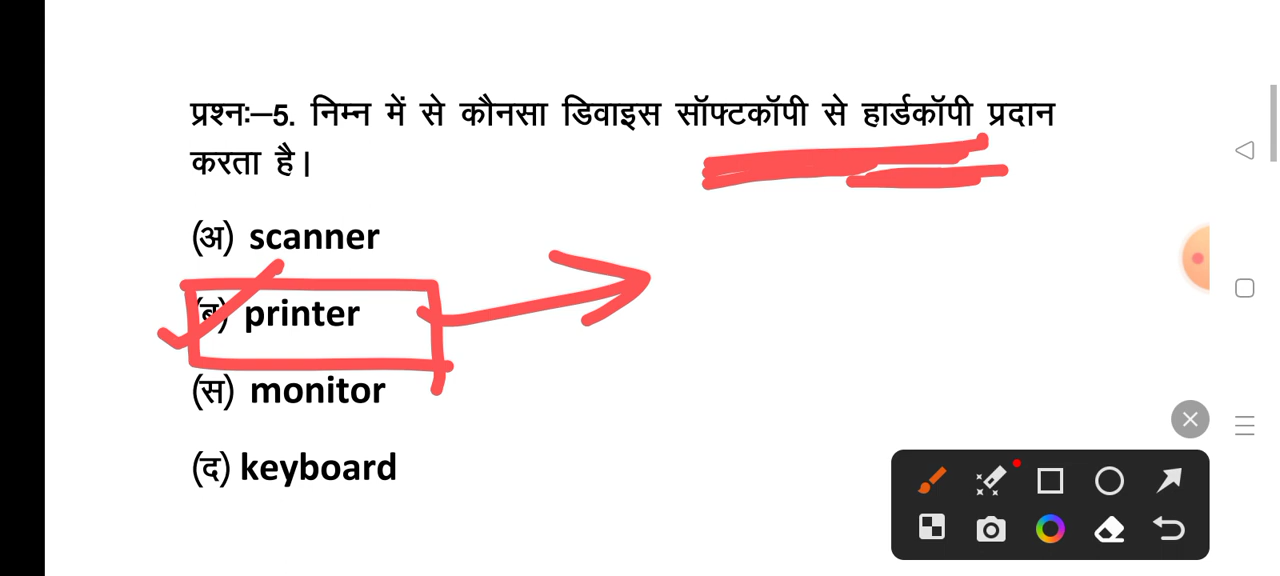 प्रश्नः–5. निम्न में से कौनसा डिवाइस सॉफ्टकॉपी से हार्डकॉपी प्रदान
करता है।
(अ) scanner
(ब) printer
(स) monitor
(द) keyboard